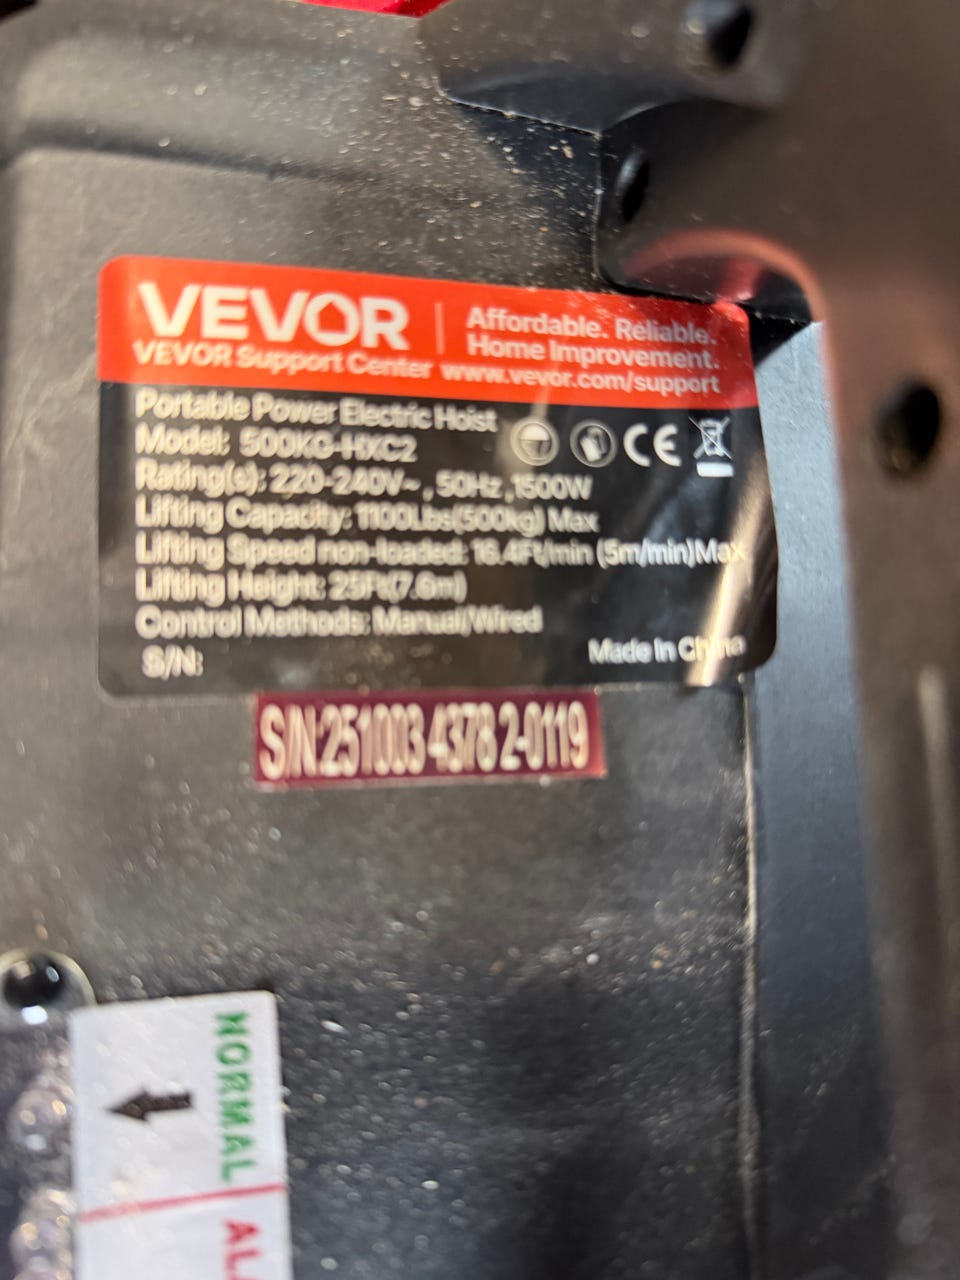 VEVOR
VEVOR Support Center
Affordable. Reliable.
Home Improvement.
www.vevor.com/support
Portable Power Electric Hoist
Model: 500KG-HXC2
Rating(s): 220-240V~ , 50Hz ,1500W
Lifting Capacity: 1100Lbs(500kg) Max
Lifting Speed non-loaded: 16.4Ft/min (5m/min)Max
Lifting Height: 25Ft(7.6m)
Control Methods: Manual/Wired
S/N:
Made In China
CE
S/N:251003 4378 2-0119
NORMAL